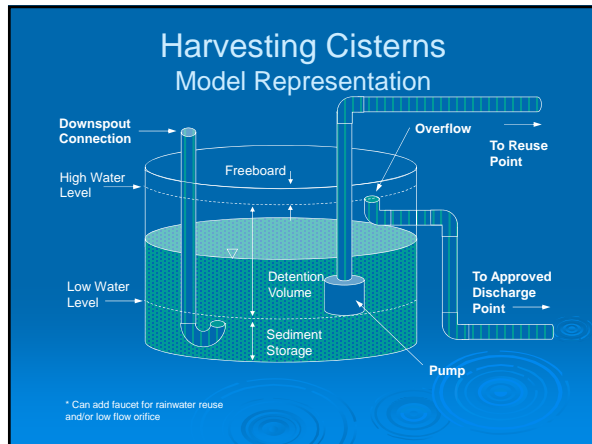 Harvesting Cisterns
Model Representation
Downspout
Connection
Overflow
To Reuse
Point
Freeboard
High Water
Level
Detention
Volume
Low Water
Level
To Approved
Discharge
Point
Sediment
Storage
Pump
* Can add faucet for rainwater reuse
and/or low flow orifice